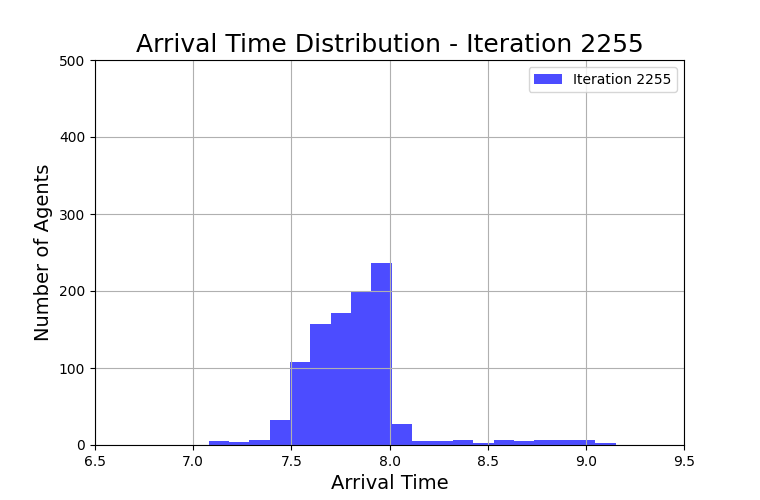 Arrival Time Distribution - Iteration 2255
Iteration 2255
Number of Agents
500
400
300
200
100
0
6.5 7.0 7.5 8.0 8.5 9.0 9.5
Arrival Time